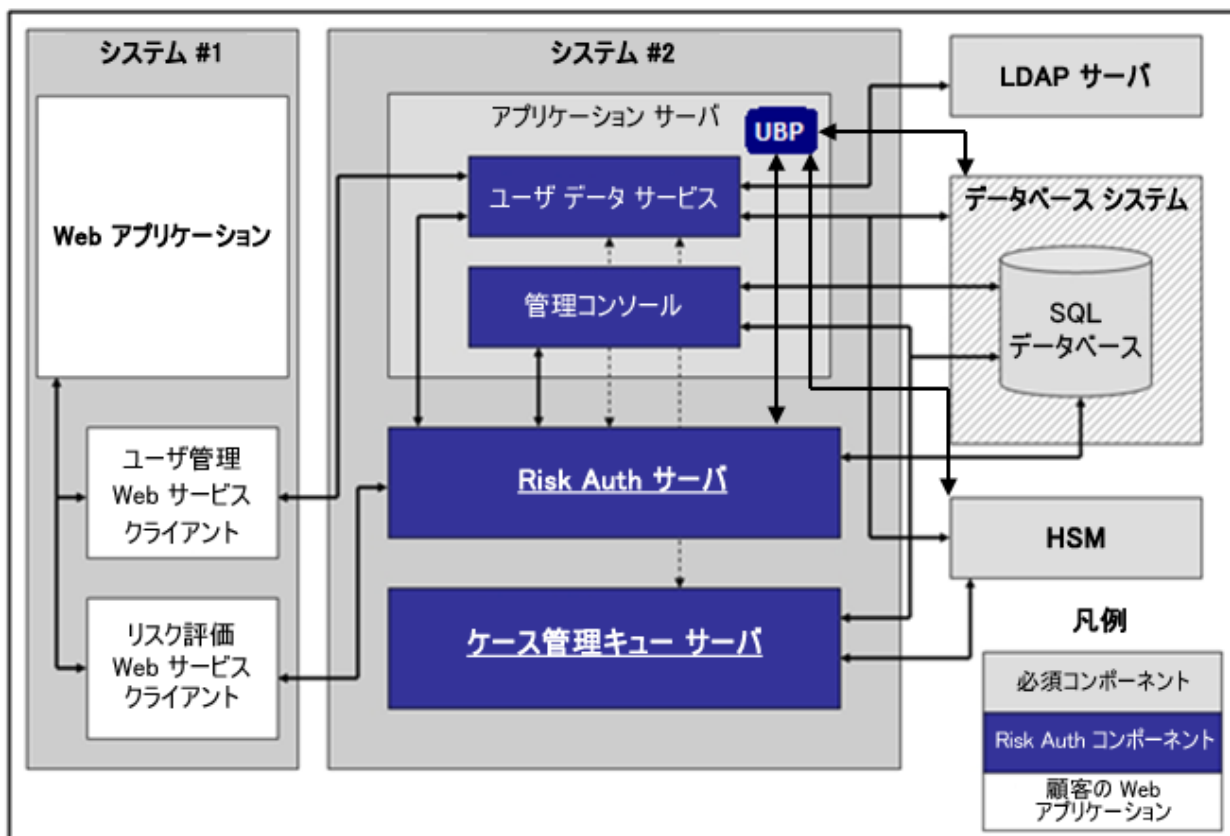 システム #1
Web アプリケーション
ユーザ管理
Web サービス
クライアント
リスク評価
Web サービス
クライアント
システム #2
アプリケーション サーバ
UBP
ユーザ データ サービス
管理コンソール
Risk Auth サーバ
ケース管理キュー サーバ
LDAP サーバ
データベース システム
SQL
データベース
HSM
凡例
必須コンポーネント
Risk Auth コンポーネント
顧客の Web
アプリケーション